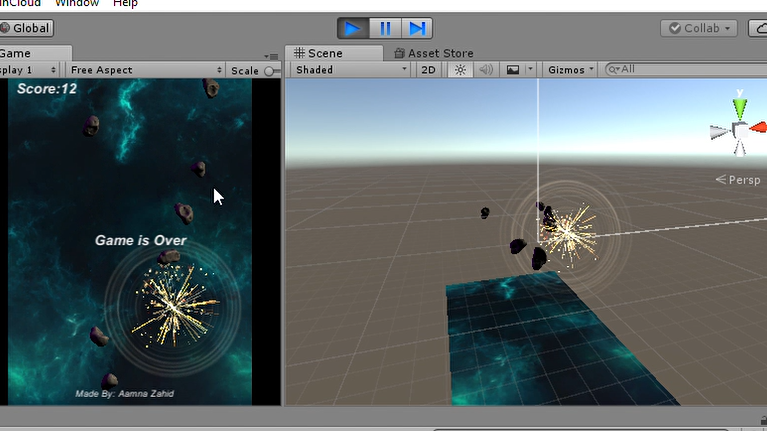 inCloud Window Help
Global
Collab
Game
Scene
Asset Store
splay 1
Free Aspect
Scale
Shaded
2D
Gizmos
All
Score:12
y
Persp
Game is Over
Made By: Aamna Zahid